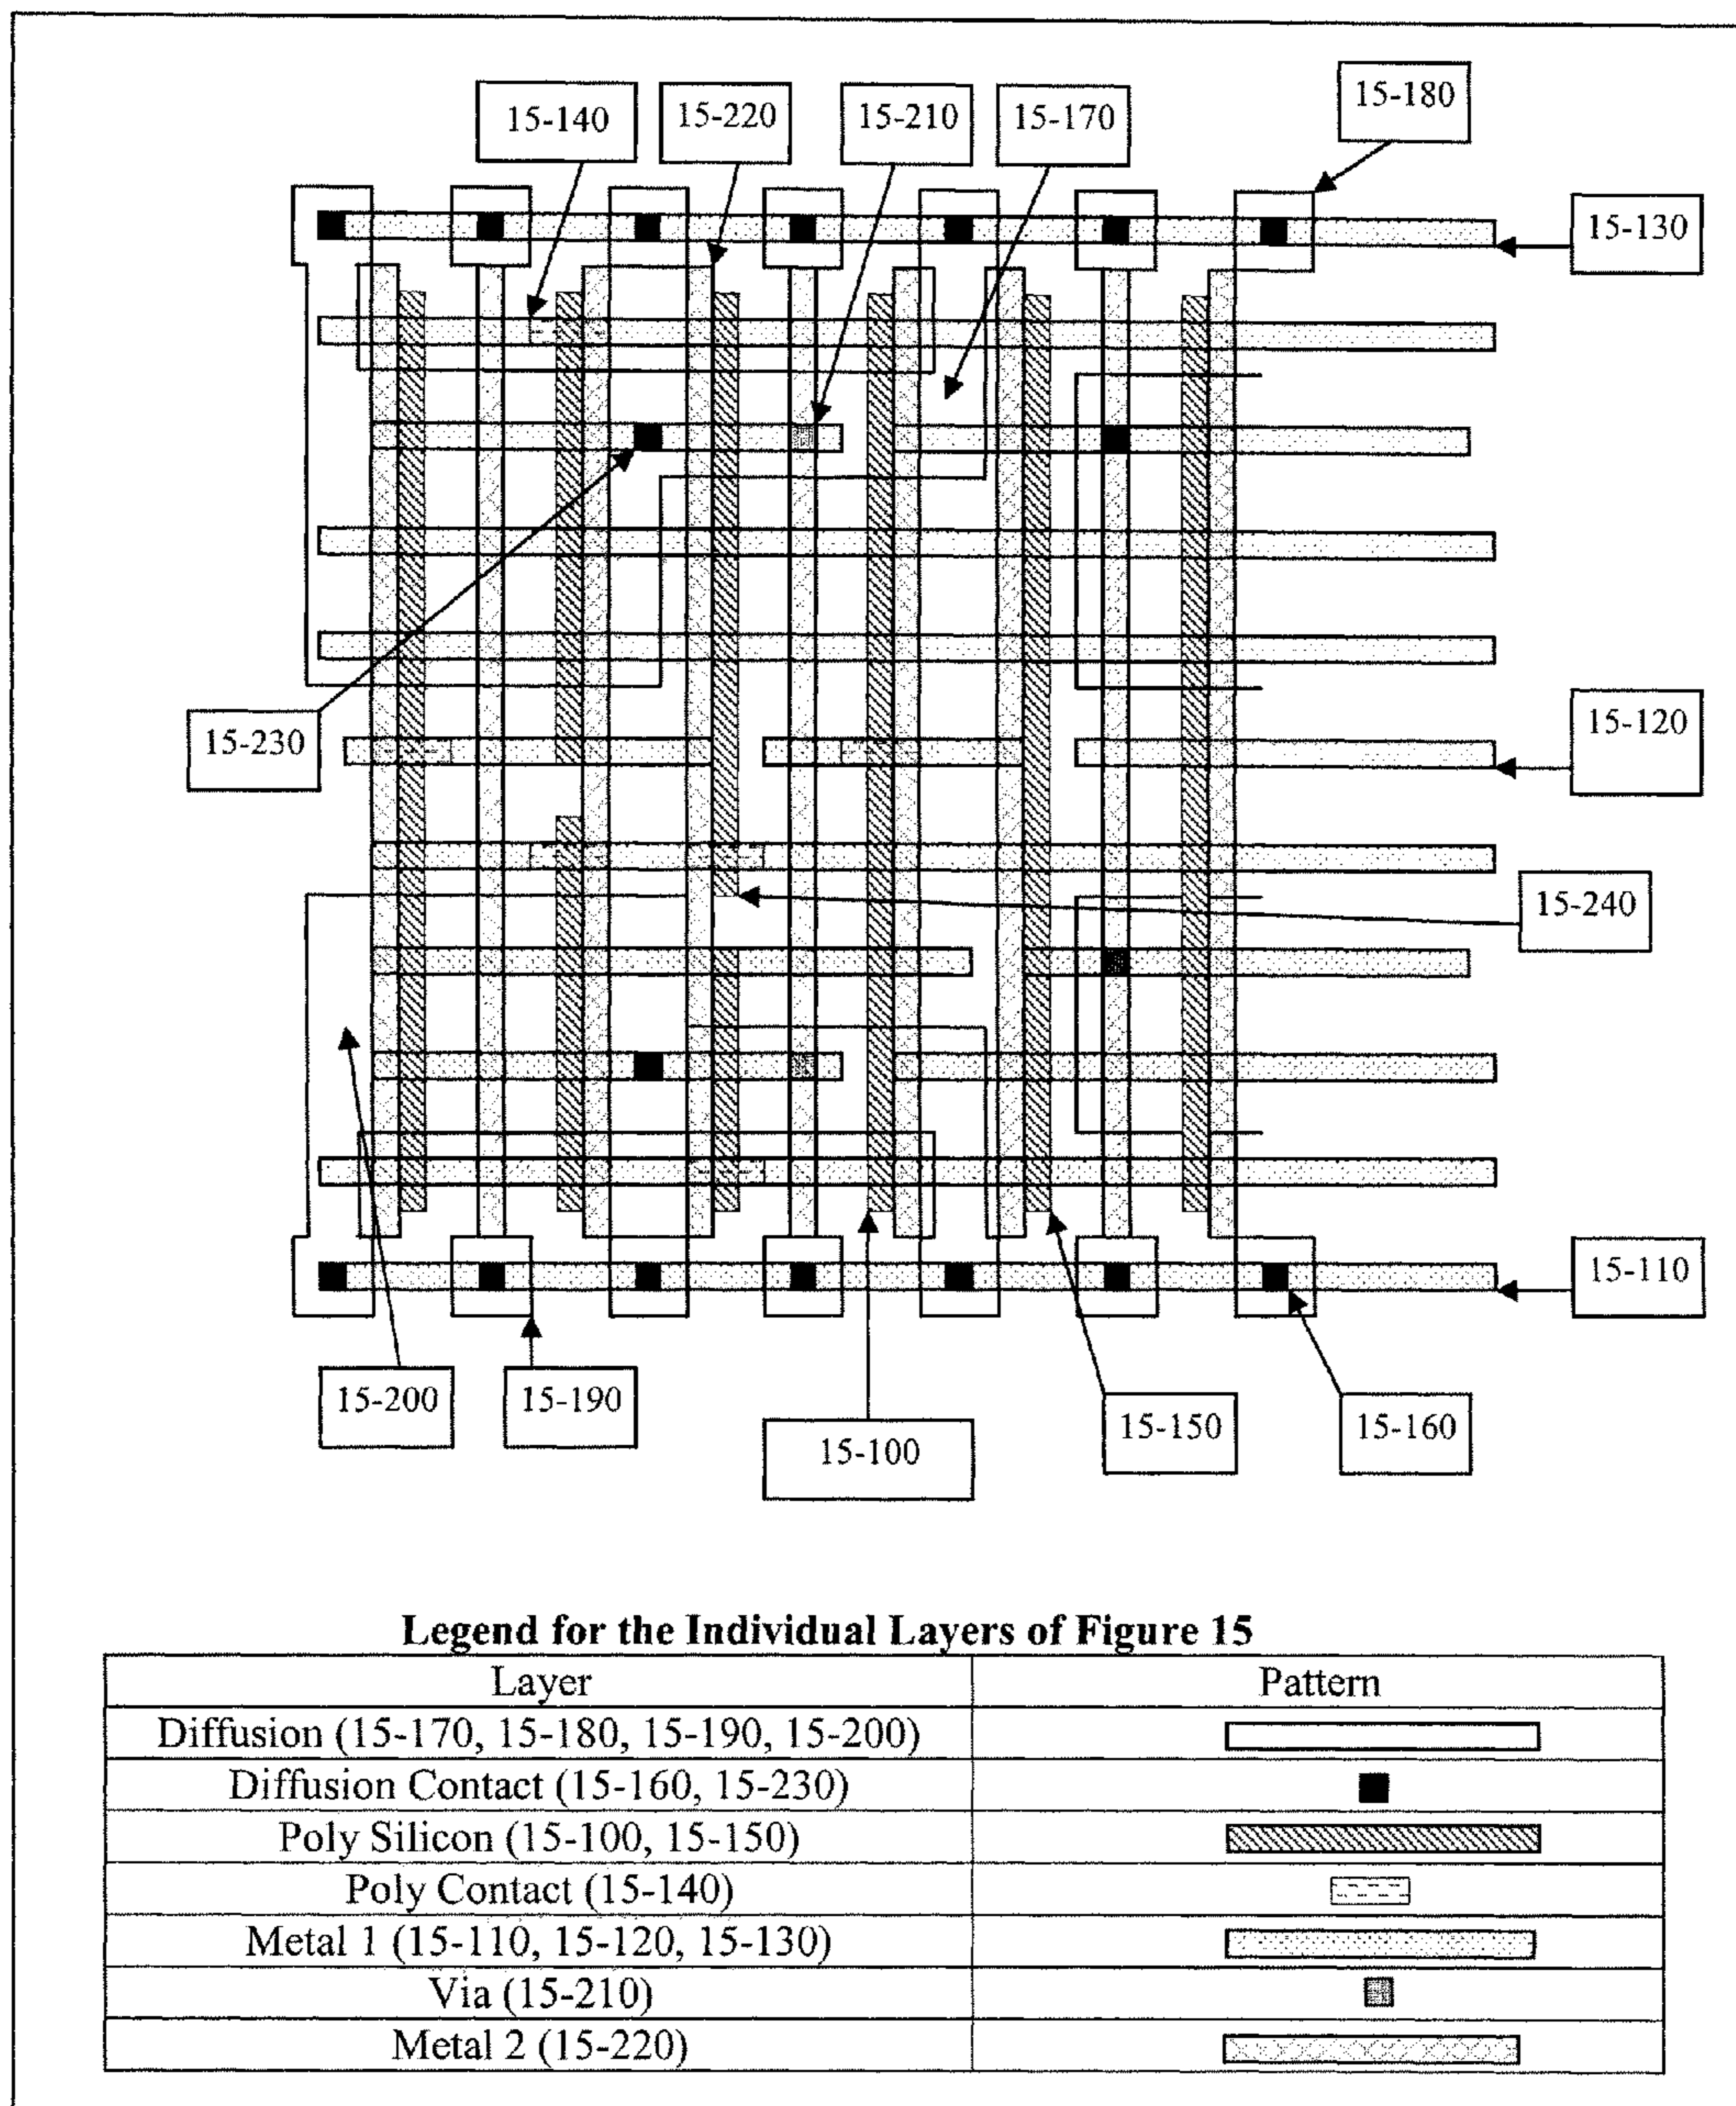 15-140
15-220
15-210
15-170
15-180
15-130
15-230
15-120
15-240
15-110
15-200
15-190
15-100
15-150
15-160
Legend for the Individual Layers of Figure 15
Layer Pattern
Diffusion (15-170, 15-180, 15-190, 15-200)
Diffusion Contact (15-160, 15-230)
Poly Silicon (15-100, 15-150)
Poly Contact (15-140)
Metal 1 (15-110, 15-120, 15-130)
Via (15-210)
Metal 2 (15-220)